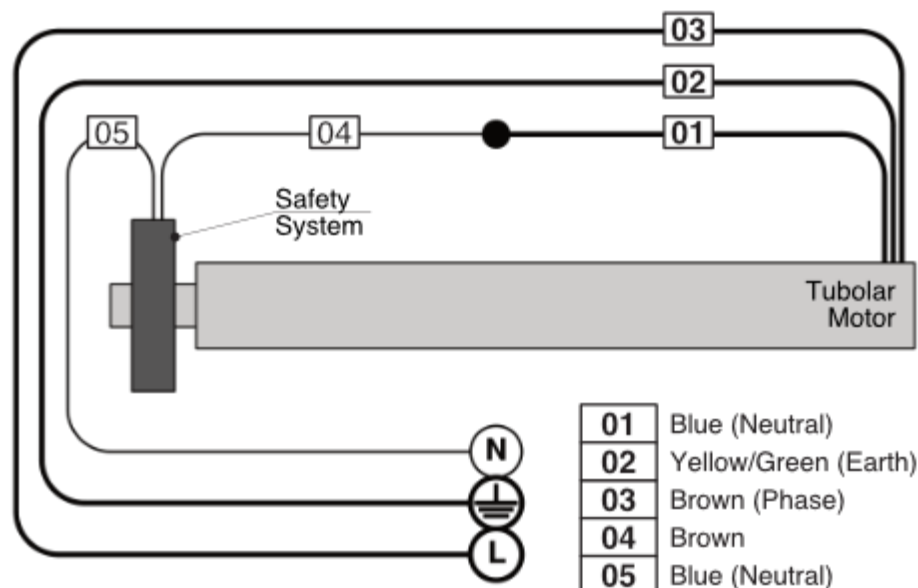 03
02
05
04
01
Safety
System
Tubolar
Motor
N
L
01 Blue (Neutral)
02 Yellow/Green (Earth)
03 Brown (Phase)
04 Brown
05 Blue (Neutral)